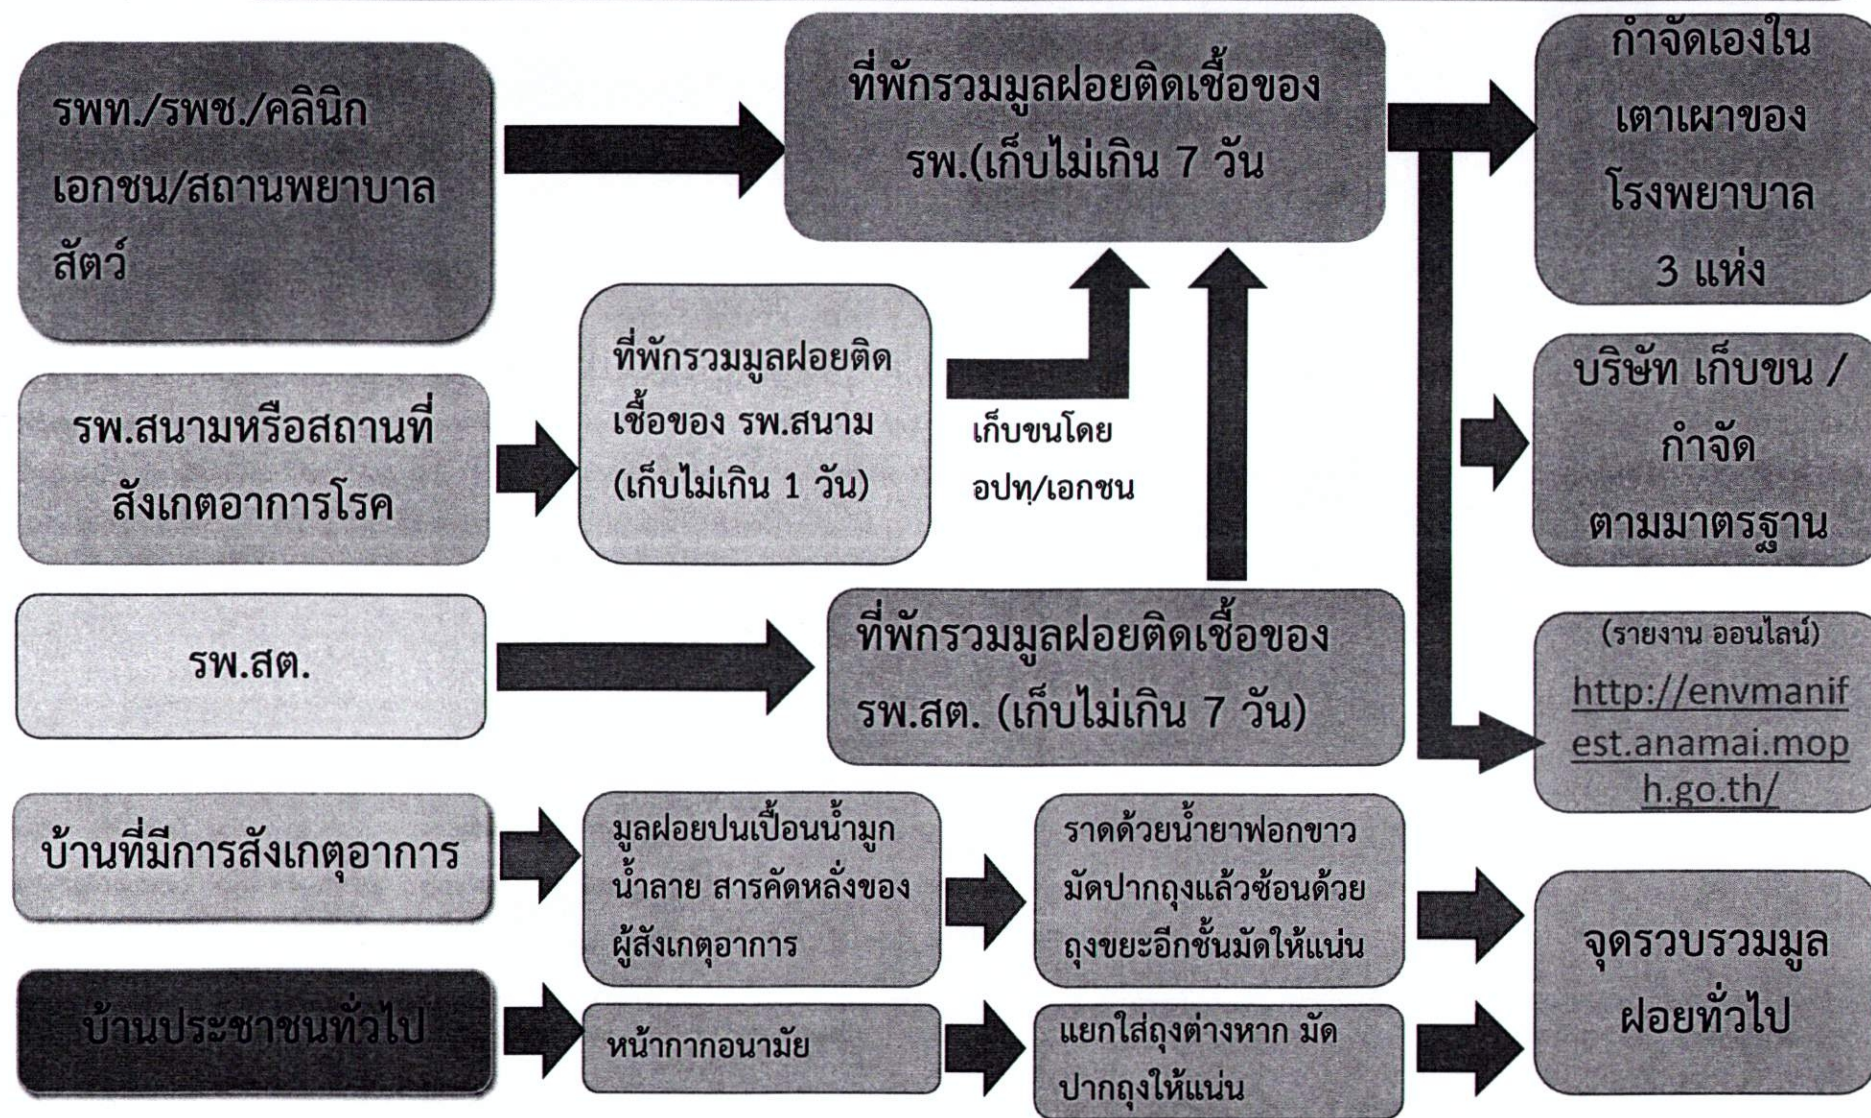 รพท./รพช./คลินิก
เอกชน/สถานพยาบาล
สัตว์
ที่พักรวมมูลฝอยติดเชื้อของ
รพ.(เก็บไม่เกิน 7 วัน
กำจัดเองใน
เตาเผาของ
โรงพยาบาล
3 แห่ง
รพ.สนามหรือสถานที่
สังเกตอาการโรค
ที่พักรวมมูลฝอยติด
เชื้อของ รพ.สนาม
(เก็บไม่เกิน 1 วัน)
เก็บขนโดย
อปทฺ/เอกชน
บริษัท เก็บขน /
กำจัด
ตามมาตรฐาน
รพ.สต.
ที่พักรวมมูลฝอยติดเชื้อของ
รพ.สต. (เก็บไม่เกิน 7 วัน)
(รายงาน ออนไลน์)
http://envmanif
est.anamai.mop
h.go.th/
บ้านที่มีการสังเกตุอาการ
มูลฝอยปนเปื้อนน้ำมูก
น้ำลาย สารคัดหลั่งของ
ผู้สังเกตุอาการ
ราดด้วยน้ำยาฟอกขาว
มัดปากถุงแล้วซ้อนด้วย
ถุงขยะอีกชั้นมัดให้แน่น
จุดรวบรวมมูล
ฝอยทั่วไป
บ้านประชาชนทั่วไป
หน้ากากอนามัย
แยกใส่ถุงต่างหาก มัด
ปากถุงให้แน่น